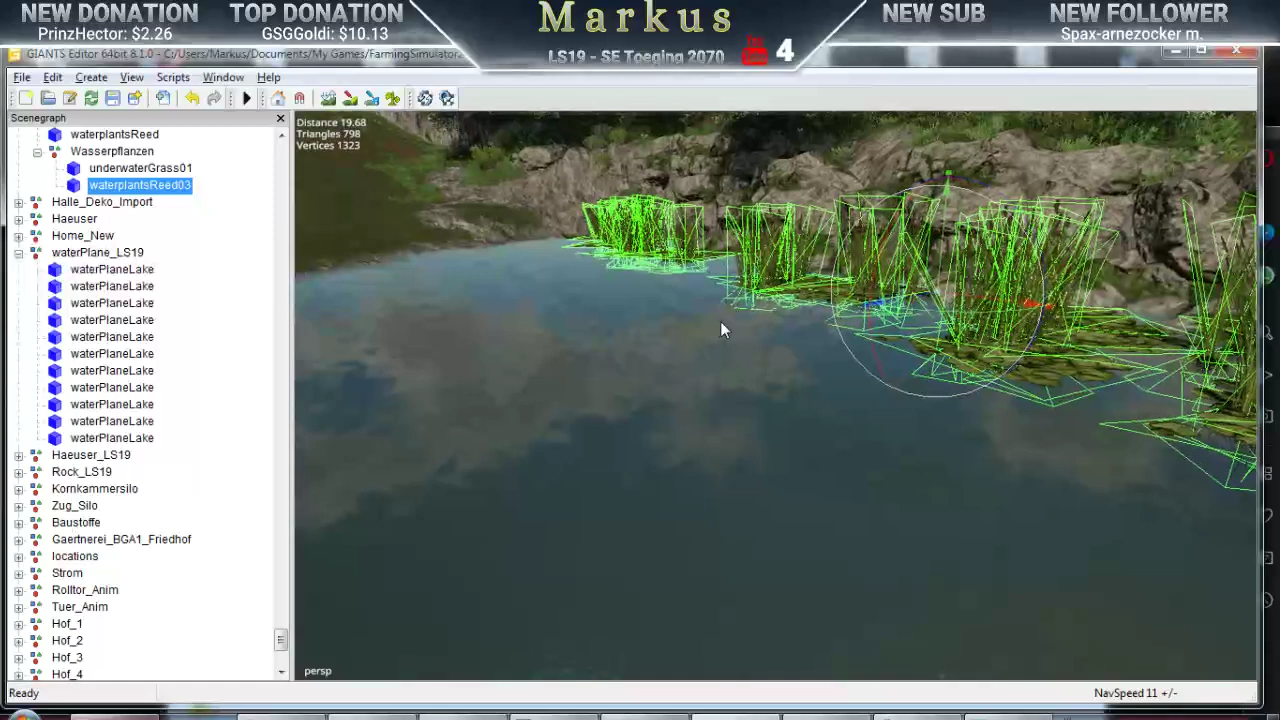 NEW DONATION
PrinzHector: $2.26
TOP DONATION
GSGGoldi: $10.13
Markus
LS19 - SE Toeging 2070
4
NEW SUB
NEW FOLLOWER
Spax-arnezocker m.
GIANTS Editor 64bit 8.1.0 - C:/Users/Markus/Documents/My Games/FarmingSimulator
File Edit Create View Scripts Window Help
Scenegraph
Distance 19.68
Triangles 798
Vertices 1323
waterplantsReed
Wasserpflanzen
underwaterGrass01
waterplantsReed03
Halle_Deko_Import
Haeuser
Home_New
waterPlane_LS19
waterPlaneLake
waterPlaneLake
waterPlaneLake
waterPlaneLake
waterPlaneLake
waterPlaneLake
waterPlaneLake
waterPlaneLake
waterPlaneLake
waterPlaneLake
waterPlaneLake
Haeuser_LS19
Rock_LS19
Kornkammersilo
Zug_Silo
Baustoffe
Gaertnerei_BGA1_Friedhof
locations
Strom
Rolltor_Anim
Tuer_Anim
Hof_1
Hof_2
Hof_3
Hof_4
persp
Ready
NavSpeed 11 +/-